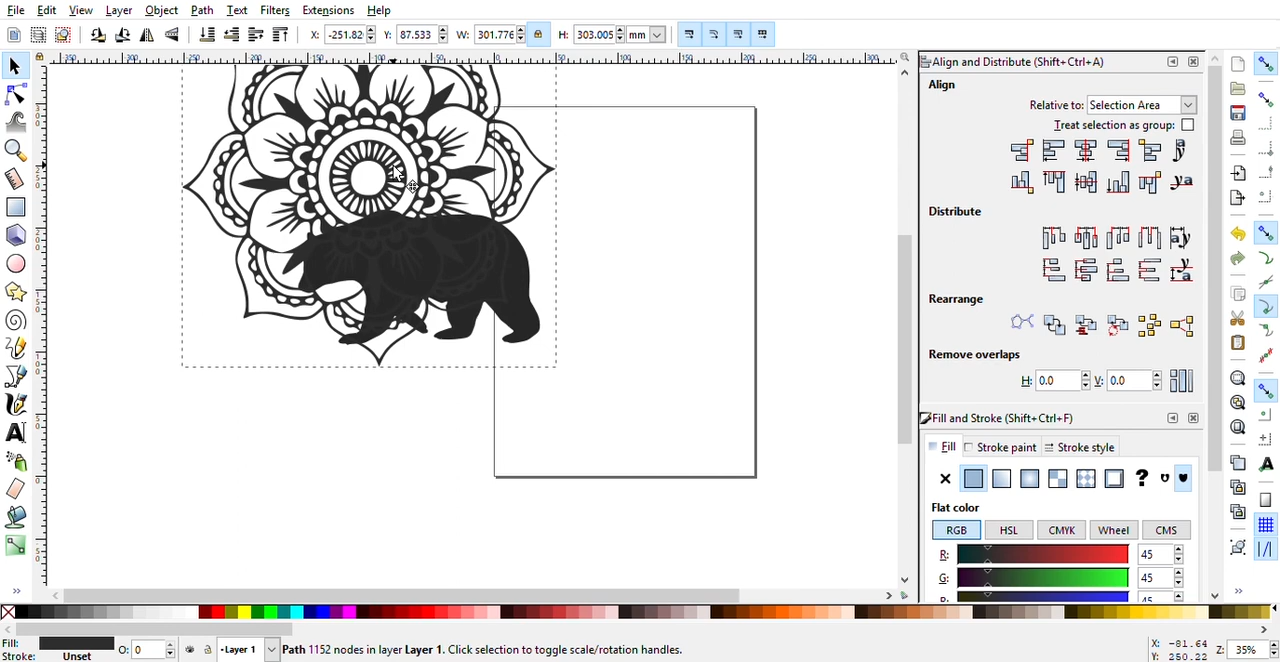 File Edit View Layer Object Path Text Filters Extensions Help
X: -251.82 Y: 87.533 W: 301.776 H: 303.005 mm
Align and Distribute (Shift+Ctrl+A)
Align
Relative to: Selection Area
Treat selection as group:
Distribute
Rearrange
Remove overlaps
H: 0.0 V: 0.0
Fill and Stroke (Shift+Ctrl+F)
Fill Stroke paint Stroke style
Flat color
RGB HSL CMYK Wheel CMS
R: 45
G: 45
Fill:
Stroke: Unset
O: 0
Layer 1
Path 1152 nodes in layer Layer 1. Click selection to toggle scale/rotation handles.
X: -81.64
Y: 250.22
Z: 35%